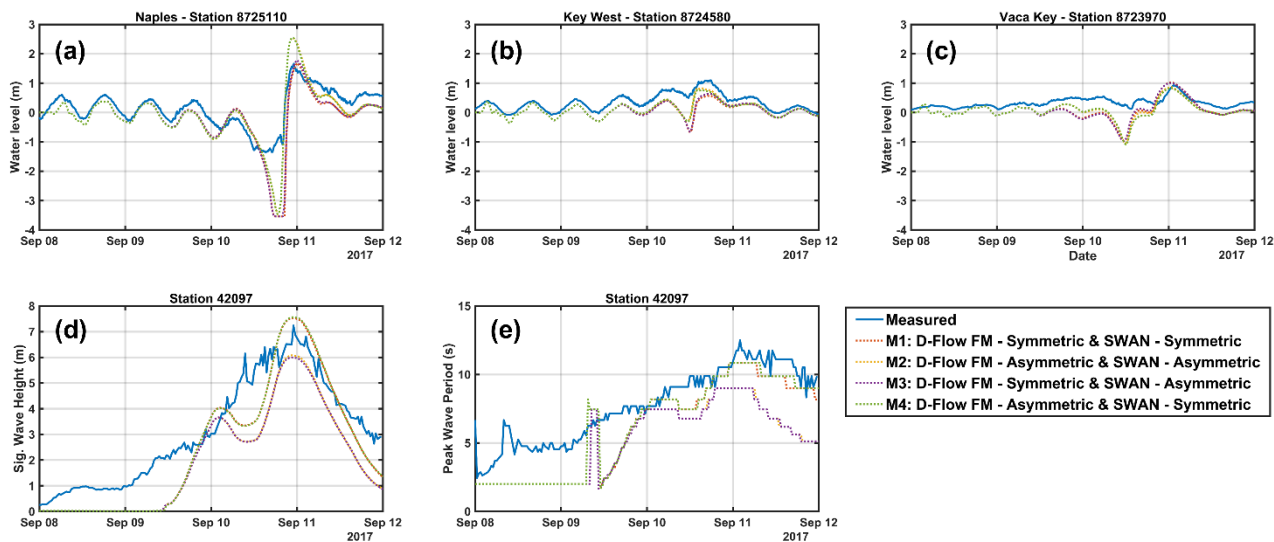 Naples - Station 8725110
(a)
Water level (m)
3
2
1
0
-1
-2
-3
-4
Sep 08
Sep 09
Sep 10
Sep 11
Sep 12
2017
Key West - Station 8724580
(b)
Water level (m)
3
2
1
0
-1
-2
-3
-4
Sep 08
Sep 09
Sep 10
Sep 11
Sep 12
2017
Vaca Key - Station 8723970
(c)
Water level (m)
3
2
1
0
-1
-2
-3
-4
Sep 08
Sep 09
Sep 10
Sep 11
Sep 12
Date
2017
Station 42097
(d)
Sig. Wave Height (m)
8
7
6
5
4
3
2
1
0
Sep 08
Sep 09
Sep 10
Sep 11
Sep 12
2017
Station 42097
(e)
Peak Wave Period (s)
15
10
5
0
Sep 08
Sep 09
Sep 10
Sep 11
Sep 12
2017
Measured
M1: D-Flow FM - Symmetric & SWAN - Symmetric
M2: D-Flow FM - Asymmetric & SWAN - Asymmetric
M3: D-Flow FM - Symmetric & SWAN - Asymmetric
M4: D-Flow FM - Asymmetric & SWAN - Symmetric